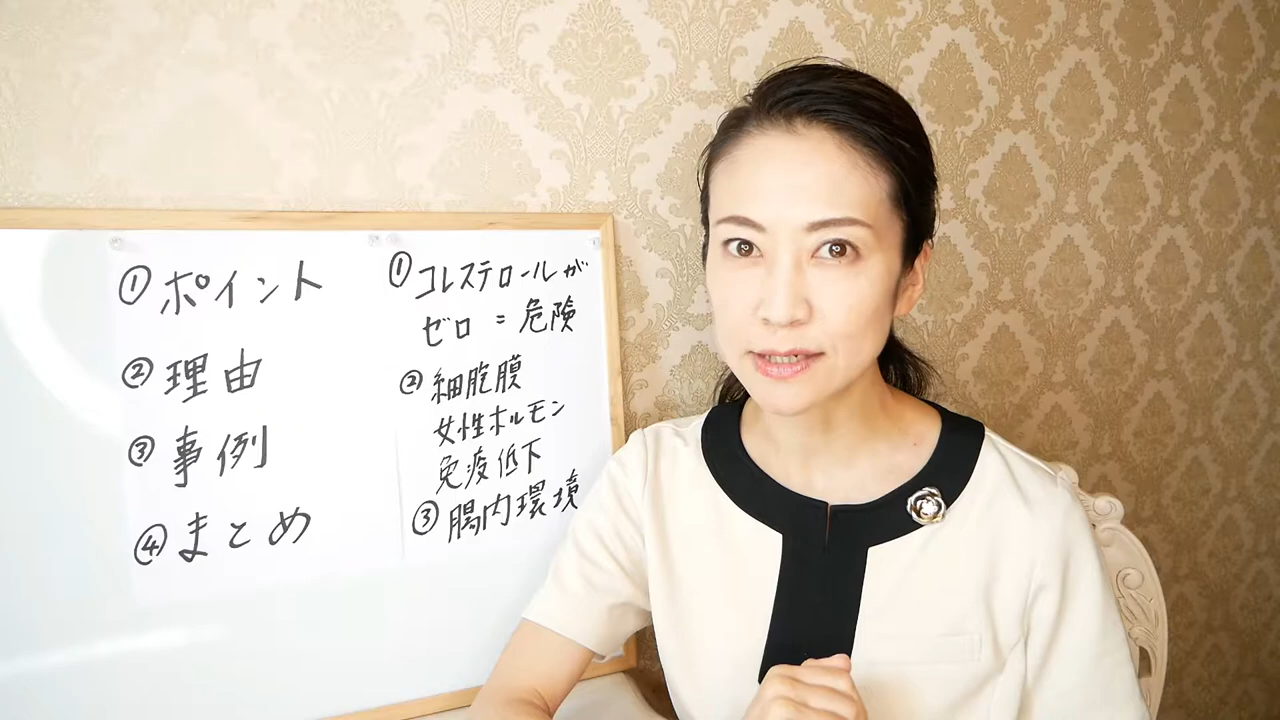 ①ポイント
②理由
③事例
④まとめ
①コレステロールが
ゼロ=危険
②細胞膜
女性ホルモン
免疫低下
③腸内環境